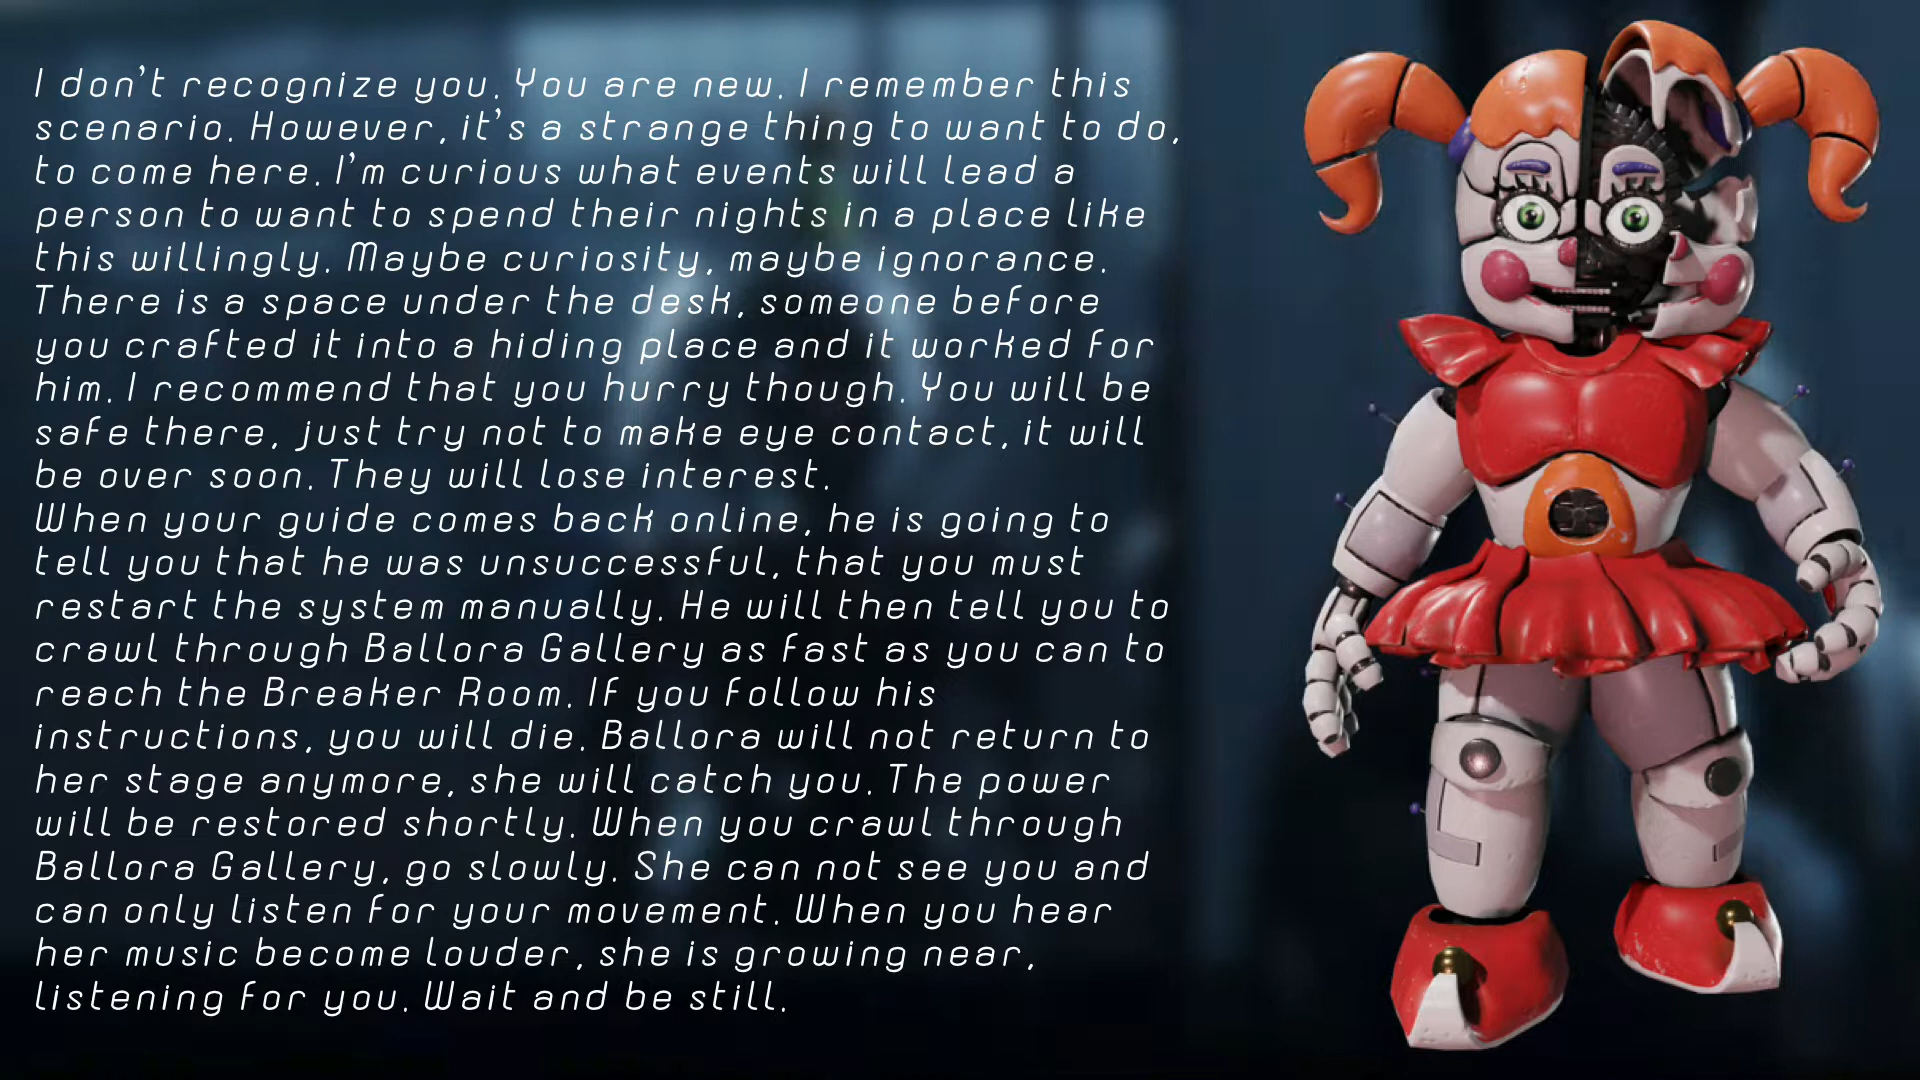 I don't recognize you. You are new. I remember this
scenario. However, it's a strange thing to want to do,
to come here. I'm curious what events will lead a
person to want to spend their nights in a place like
this willingly. Maybe curiosity, maybe ignorance.
There is a space under the desk, someone before
you crafted it into a hiding place and it worked for
him. I recommend that you hurry though. You will be
safe there, just try not to make eye contact, it will
be over soon. They will lose interest.
When your guide comes back online, he is going to
tell you that he was unsuccessful, that you must
restart the system manually. He will then tell you to
crawl through Ballora Gallery as fast as you can to
reach the Breaker Room. If you follow his
instructions, you will die. Ballora will not return to
her stage anymore, she will catch you. The power
will be restored shortly. When you crawl through
Ballora Gallery, go slowly. She can not see you and
can only listen for your movement. When you hear
her music become louder, she is growing near,
listening for you. Wait and be still.